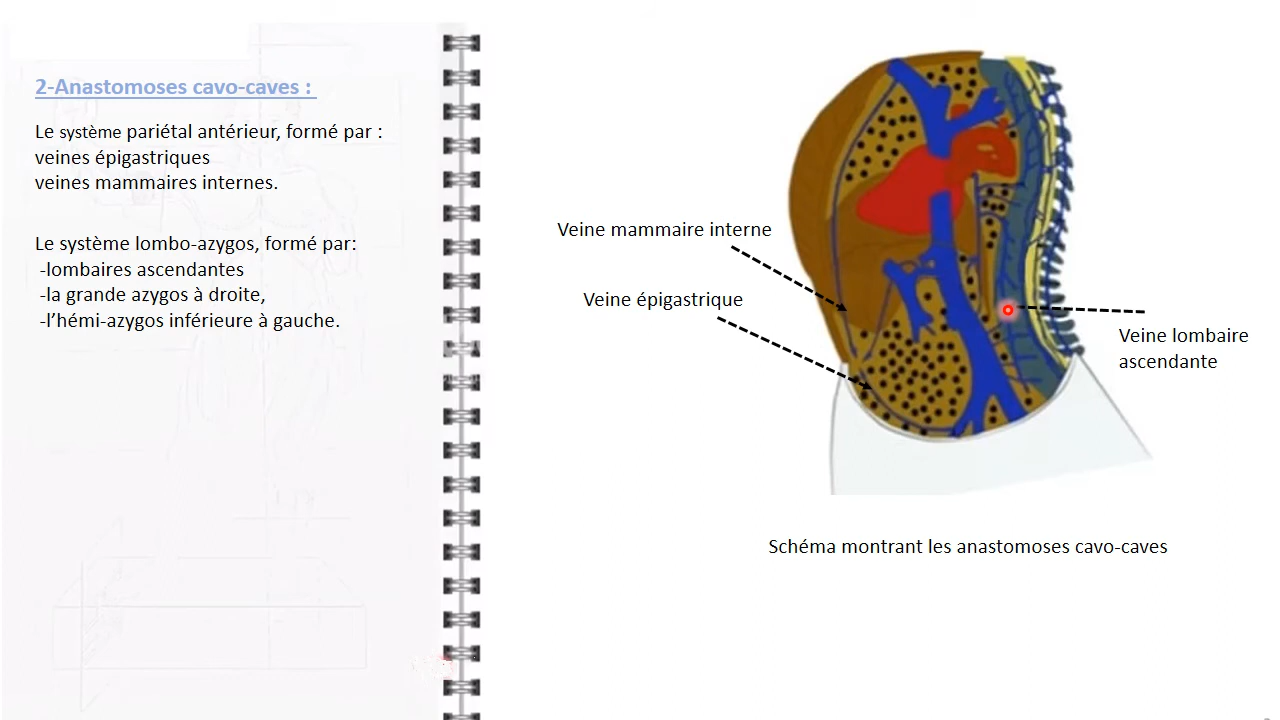 2-Anastomoses cavo-caves :
Le système pariétal antérieur, formé par :
veines épigastriques
veines mammaires internes.
Le système lombo-azygos, formé par:
-lombaires ascendantes
-la grande azygos à droite,
-l’hémi-azygos inférieure à gauche.
Veine mammaire interne
Veine épigastrique
Veine lombaire
ascendante
Schéma montrant les anastomoses cavo-caves